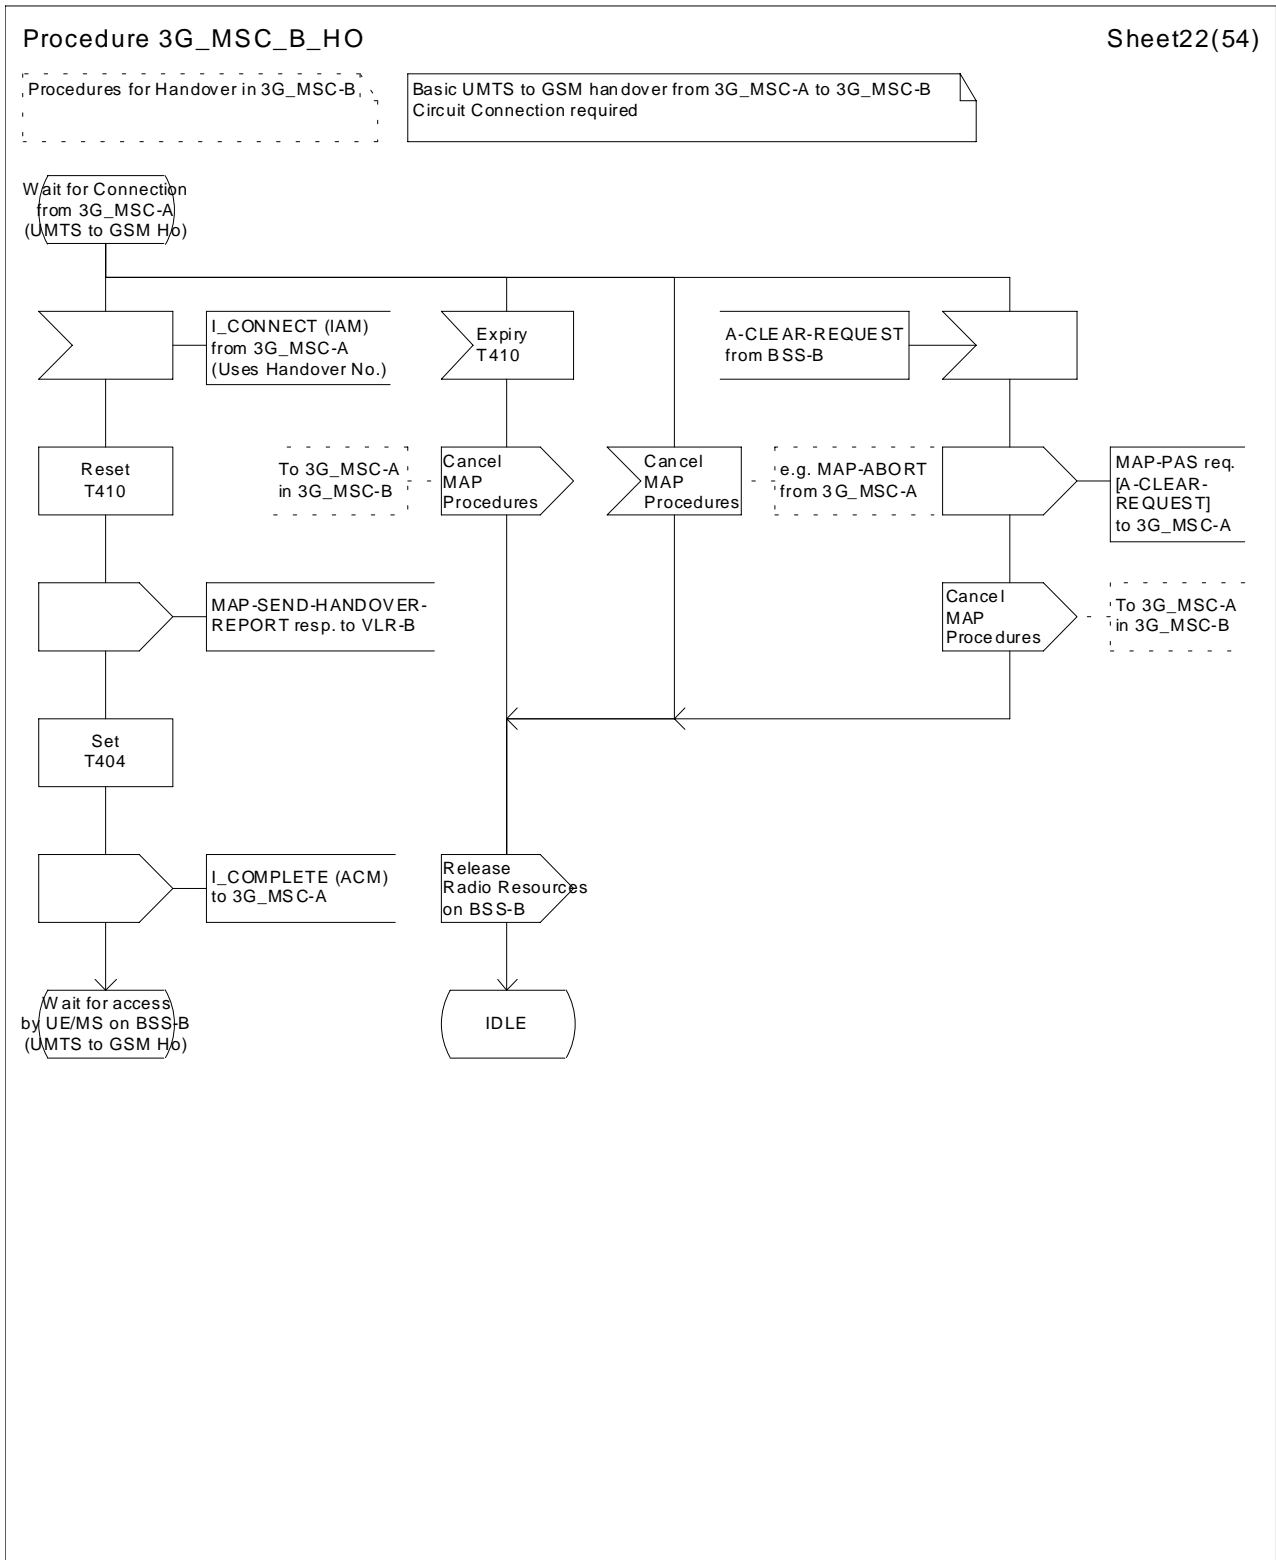 Procedure 3G_MSC_B_HO
Sheet22(54)
Procedures for Handover in 3G_MSC-B
Basic UMTS to GSM handover from 3G_MSC-A to 3G_MSC-B
Circuit Connection required
Wait for Connection
from 3G_MSC-A
(UMTS to GSM Ho)
I_CONNECT (IAM)
from 3G_MSC-A
(Uses Handover No.)
Expiry
T410
A-CLEAR-REQUEST
from BSS-B
Reset
T410
To 3G_MSC-A
in 3G_MSC-B
Cancel
MAP
Procedures
Cancel
MAP
Procedures
e.g. MAP-ABORT
from 3G_MSC-A
MAP-PAS req.
[A-CLEAR-
REQUEST]
to 3G_MSC-A
MAP-SEND-HANDOVER-
REPORT resp. to VLR-B
Cancel
MAP
Procedures
To 3G_MSC-A
in 3G_MSC-B
Set
T404
I_COMPLETE (ACM)
to 3G_MSC-A
Release
Radio Resources
on BSS-B
Wait for access
by UE/MS on BSS-B
(UMTS to GSM Ho)
IDLE